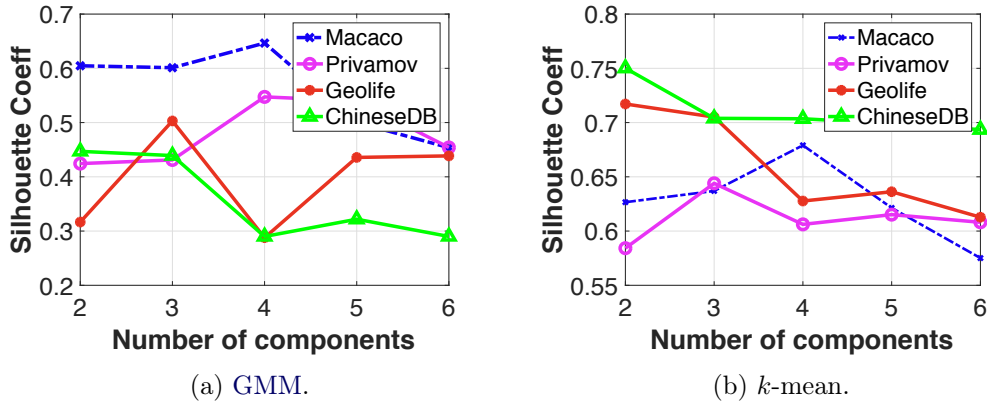 0.7
0.6
0.5
0.4
0.3
0.2
Silhouette Coeff
2 3 4 5 6
Number of components
Macaco
Privamov
Geolife
ChineseDB
(a) GMM.
0.8
0.75
0.7
0.65
0.6
0.55
Silhouette Coeff
2 3 4 5 6
Number of components
Macaco
Privamov
Geolife
ChineseDB
(b) k-mean.